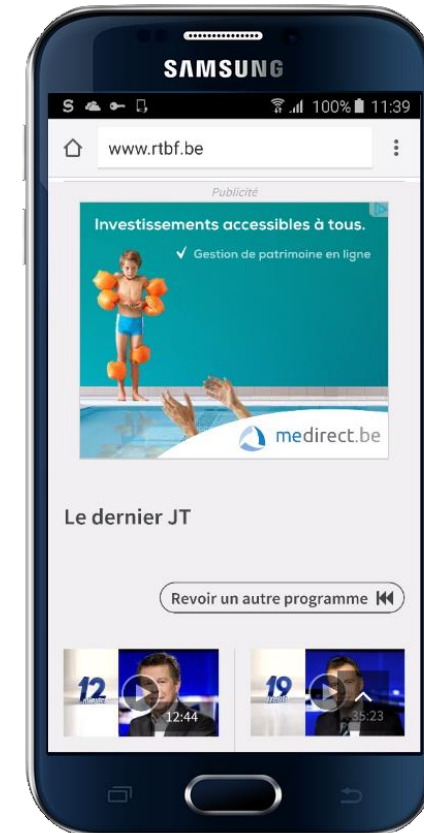 SAMSUNG
S 100% 11:39
www.rtbf.be
Publicité
Investissements accessibles à tous.
✓ Gestion de patrimoine en ligne
medirect.be
Le dernier JT
Revoir un autre programme
12
12:44
19
35:23